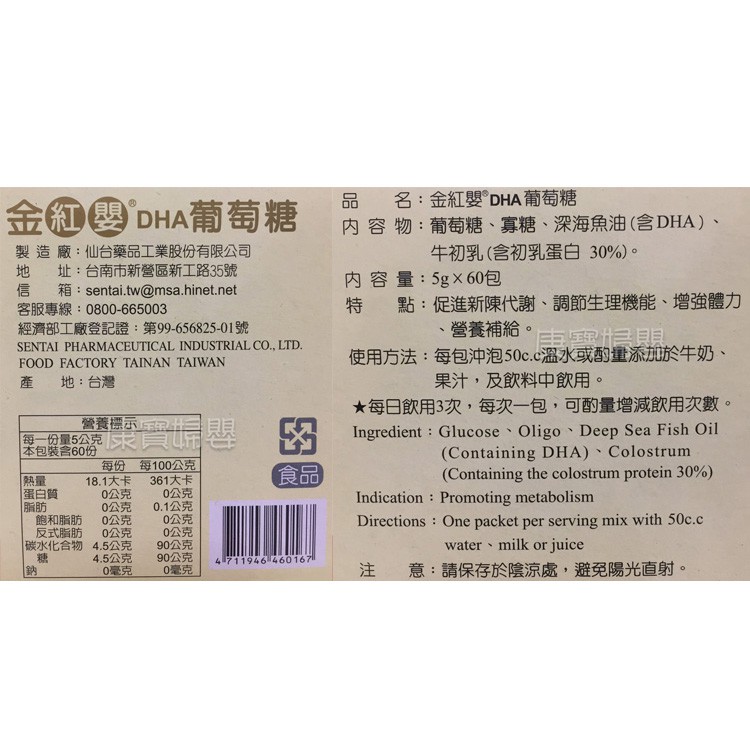 金紅嬰®DHA葡萄糖
製造廠：仙台藥品工業股份有限公司
地　址：台南市新營區新工路35號
信　箱：sentai.tw@msa.hinet.net
客服專線：0800-665003
經濟部工廠登記證：第99-656825-01號
SENTAI PHARMACEUTICAL INDUSTRIAL CO., LTD.
FOOD FACTORY TAINAN TAIWAN
產　地：台灣
營養標示
每一份量5公克
本包裝含60份
每份 每100公克
熱量 18.1大卡 361大卡
蛋白質 0公克 0公克
脂肪 0公克 0.1公克
飽和脂肪 0公克 0公克
反式脂肪 0公克 0公克
碳水化合物 4.5公克 90公克
糖 4.5公克 90公克
鈉 0毫克 0毫克
康寶婦嬰
食品
4 711946 460167
品　名：金紅嬰®DHA葡萄糖
內容物：葡萄糖、寡糖、深海魚油(含DHA)、
牛初乳(含初乳蛋白 30%)。
內容量：5g×60包
特　點：促進新陳代謝、調節生理機能、增強體力
、營養補給。
康寶婦嬰
使用方法：每包沖泡50c.c溫水或酌量添加於牛奶、
果汁，及飲料中飲用。
★每日飲用3次，每次一包，可酌量增減飲用次數。
Ingredient：Glucose、Oligo、Deep Sea Fish Oil
(Containing DHA)、Colostrum
(Containing the colostrum protein 30%)
Indication：Promoting metabolism
Directions：One packet per serving mix with 50c.c
water、milk or juice
注　意：請保存於陰涼處，避免陽光直射。